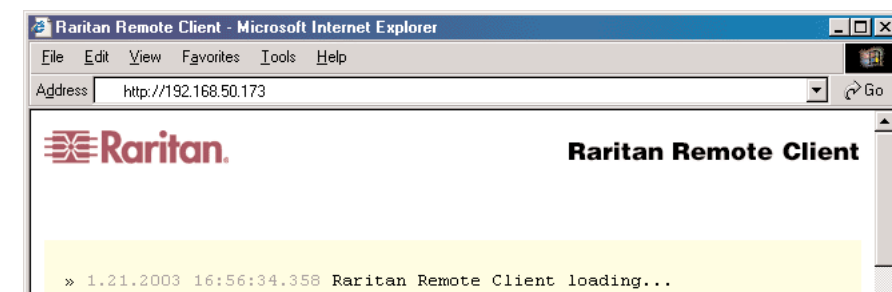 Raritan Remote Client - Microsoft Internet Explorer
File Edit View Favorites Tools Help
Address http://192.168.50.173 Go
Raritan.
Raritan Remote Client
» 1.21.2003 16:56:34.358 Raritan Remote Client loading...